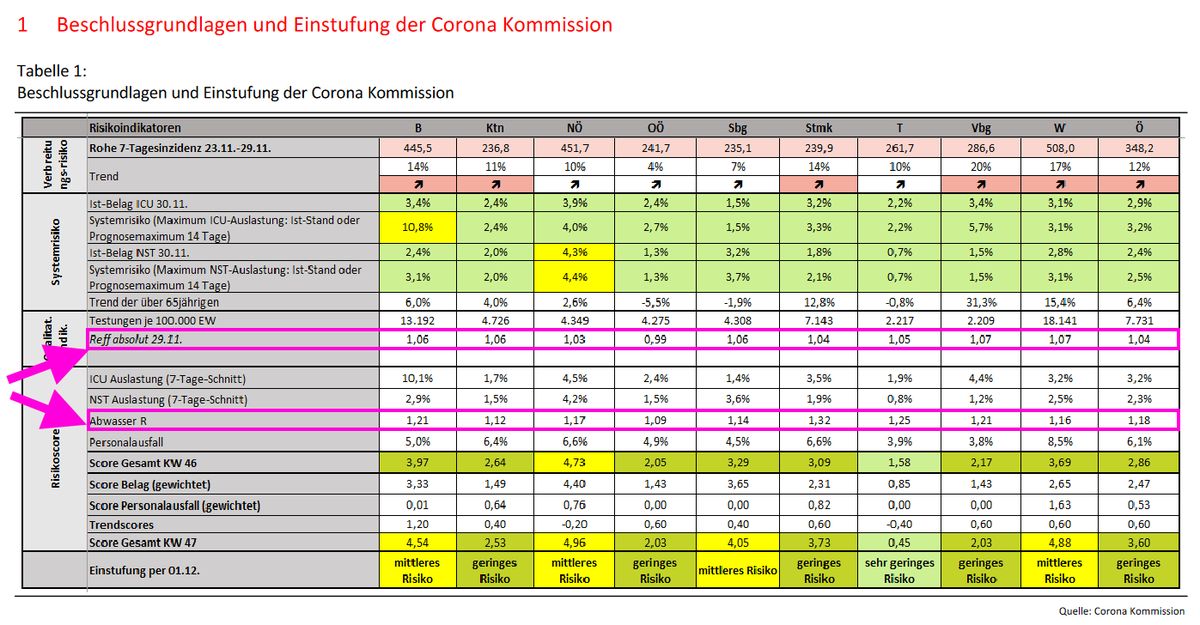 1 Beschlussgrundlagen und Einstufung der Corona Kommission
Tabelle 1:
Beschlussgrundlagen und Einstufung der Corona Kommission
Risikoindikatoren B Ktn NÖ OÖ Sbg Stmk T Vbg W Ö
Verbreitu
ngs-risiko
Rohe 7-Tagesinzidenz 23.11.-29.11. 445,5 236,8 451,7 241,7 235,1 239,9 261,7 286,6 508,0 348,2
Trend 14% 11% 10% 4% 7% 14% 10% 20% 17% 12%
↗ ↗ ↗ ↗ ↗ ↗ ↗ ↗ ↗ ↗
Systemrisiko
Ist-Belag ICU 30.11. 3,4% 2,4% 3,9% 2,4% 1,5% 3,2% 2,2% 3,4% 3,1% 2,9%
Systemrisiko (Maximum ICU-Auslastung: Ist-Stand oder
Prognosemaximum 14 Tage) 10,8% 2,4% 4,0% 2,7% 1,5% 3,3% 2,2% 5,7% 3,1% 3,2%
Ist-Belag NST 30.11. 2,4% 2,0% 4,3% 1,3% 3,2% 1,8% 0,7% 1,5% 2,8% 2,4%
Systemrisiko (Maximum NST-Auslastung: Ist-Stand oder
Prognosemaximum 14 Tage) 3,1% 2,0% 4,4% 1,3% 3,7% 2,1% 0,7% 1,5% 3,1% 2,5%
Trend der über 65jährigen 6,0% 4,0% 2,6% -5,5% -1,9% 12,8% -0,8% 31,3% 15,4% 6,4%
Testungen je 100.000 EW 13.192 4.726 4.349 4.275 4.308 7.143 2.217 2.209 18.141 7.731
Reff absolut 29.11. 1,06 1,06 1,03 0,99 1,06 1,04 1,05 1,07 1,07 1,04
Risikoscore
ICU Auslastung (7-Tage-Schnitt) 10,1% 1,7% 4,5% 2,4% 1,4% 3,5% 1,9% 4,4% 3,2% 3,2%
NST Auslastung (7-Tage-Schnitt) 2,9% 1,5% 4,2% 1,5% 3,6% 1,9% 0,8% 1,2% 2,5% 2,3%
Abwasser R 1,21 1,12 1,17 1,09 1,14 1,32 1,25 1,21 1,16 1,18
Personalausfall 5,0% 6,4% 6,6% 4,9% 4,5% 6,6% 3,9% 3,8% 8,5% 6,1%
Score Gesamt KW 46 3,97 2,64 4,73 2,05 3,29 3,09 1,58 2,17 3,69 2,86
Score Belag (gewichtet) 3,33 1,49 4,40 1,43 3,65 2,31 0,85 1,43 2,65 2,47
Score Personalausfall (gewichtet) 0,01 0,64 0,76 0,00 0,00 0,82 0,00 0,00 1,63 0,53
Trendscores 1,20 0,40 -0,20 0,60 0,40 0,60 -0,40 0,60 0,60 0,60
Score Gesamt KW 47 4,54 2,53 4,96 2,03 4,05 3,73 0,45 2,03 4,88 3,60
Einstufung per 01.12. mittleres Risiko geringes Risiko mittleres Risiko geringes Risiko mittleres Risiko geringes Risiko sehr geringes Risiko geringes Risiko mittleres Risiko geringes Risiko
Quelle: Corona Kommission